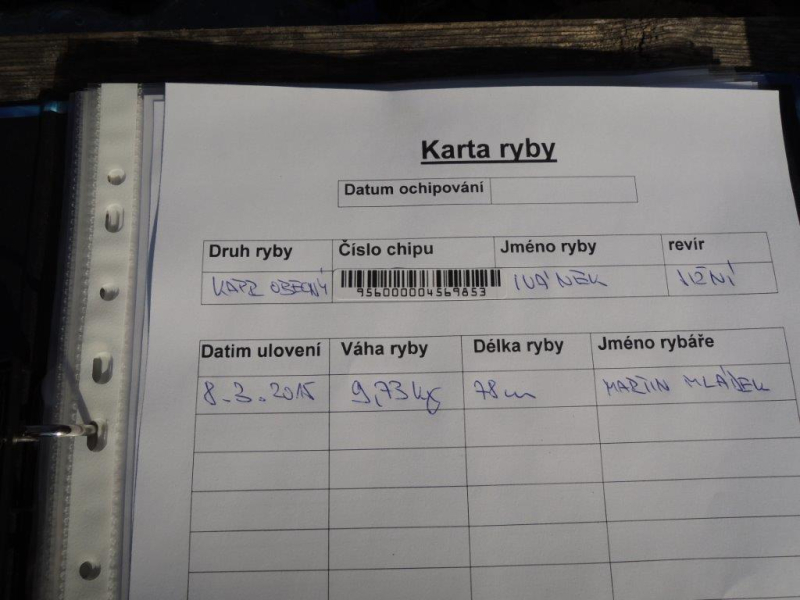 Karta ryby
Datum ochipování
Druh ryby Číslo chipu Jméno ryby revír
KAPR OBECNÝ 956000004569853 IVÁNEK JIŽNÍ
Datim ulovení Váha ryby Délka ryby Jméno rybáře
8.3.2015 9,73 kg 78 cm MARTIN MLÁDEK